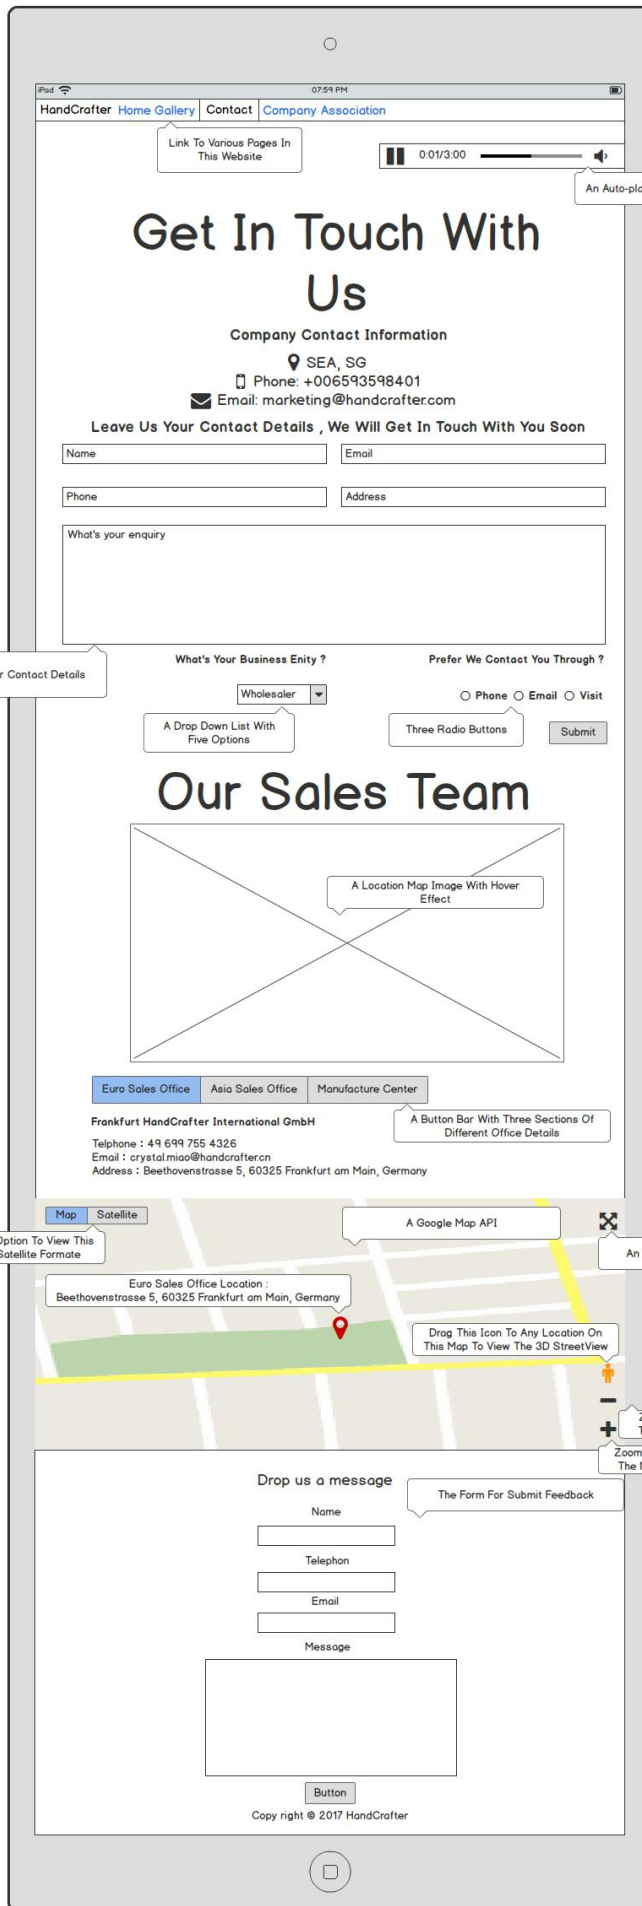 iPad 07:59 PM
HandCrafter Home Gallery Contact Company Association
Link To Various Pages In
This Website
0:01/3:00
An Auto-pla
Get In Touch With
Us
Company Contact Information
SEA, SG
Phone: +006593598401
Email: marketing@handcrafter.com
Leave Us Your Contact Details , We Will Get In Touch With You Soon
Name Email
Phone Address
What's your enquiry
r Contact Details
What's Your Business Enity ? Prefer We Contact You Through ?
Wholesaler Phone Email Visit
A Drop Down List With
Five Options
Three Radio Buttons
Submit
Our Sales Team
A Location Map Image With Hover
Effect
Euro Sales Office Asia Sales Office Manufacture Center
A Button Bar With Three Sections Of
Different Office Details
Frankfurt HandCrafter International GmbH
Telphone : 49 699 755 4326
Email : crystal.miao@handcrafter.cn
Address : Beethovenstrasse 5, 60325 Frankfurt am Main, Germany
Map Satellite
A Google Map API
Option To View This
Satellite Formate
An
Euro Sales Office Location :
Beethovenstrasse 5, 60325 Frankfurt am Main, Germany
Drag This Icon To Any Location On
This Map To View The 3D StreetView
Zoom
The
Drop us a message
The Form For Submit Feedback
Name
Telephon
Email
Message
Button
Copy right © 2017 HandCrafter